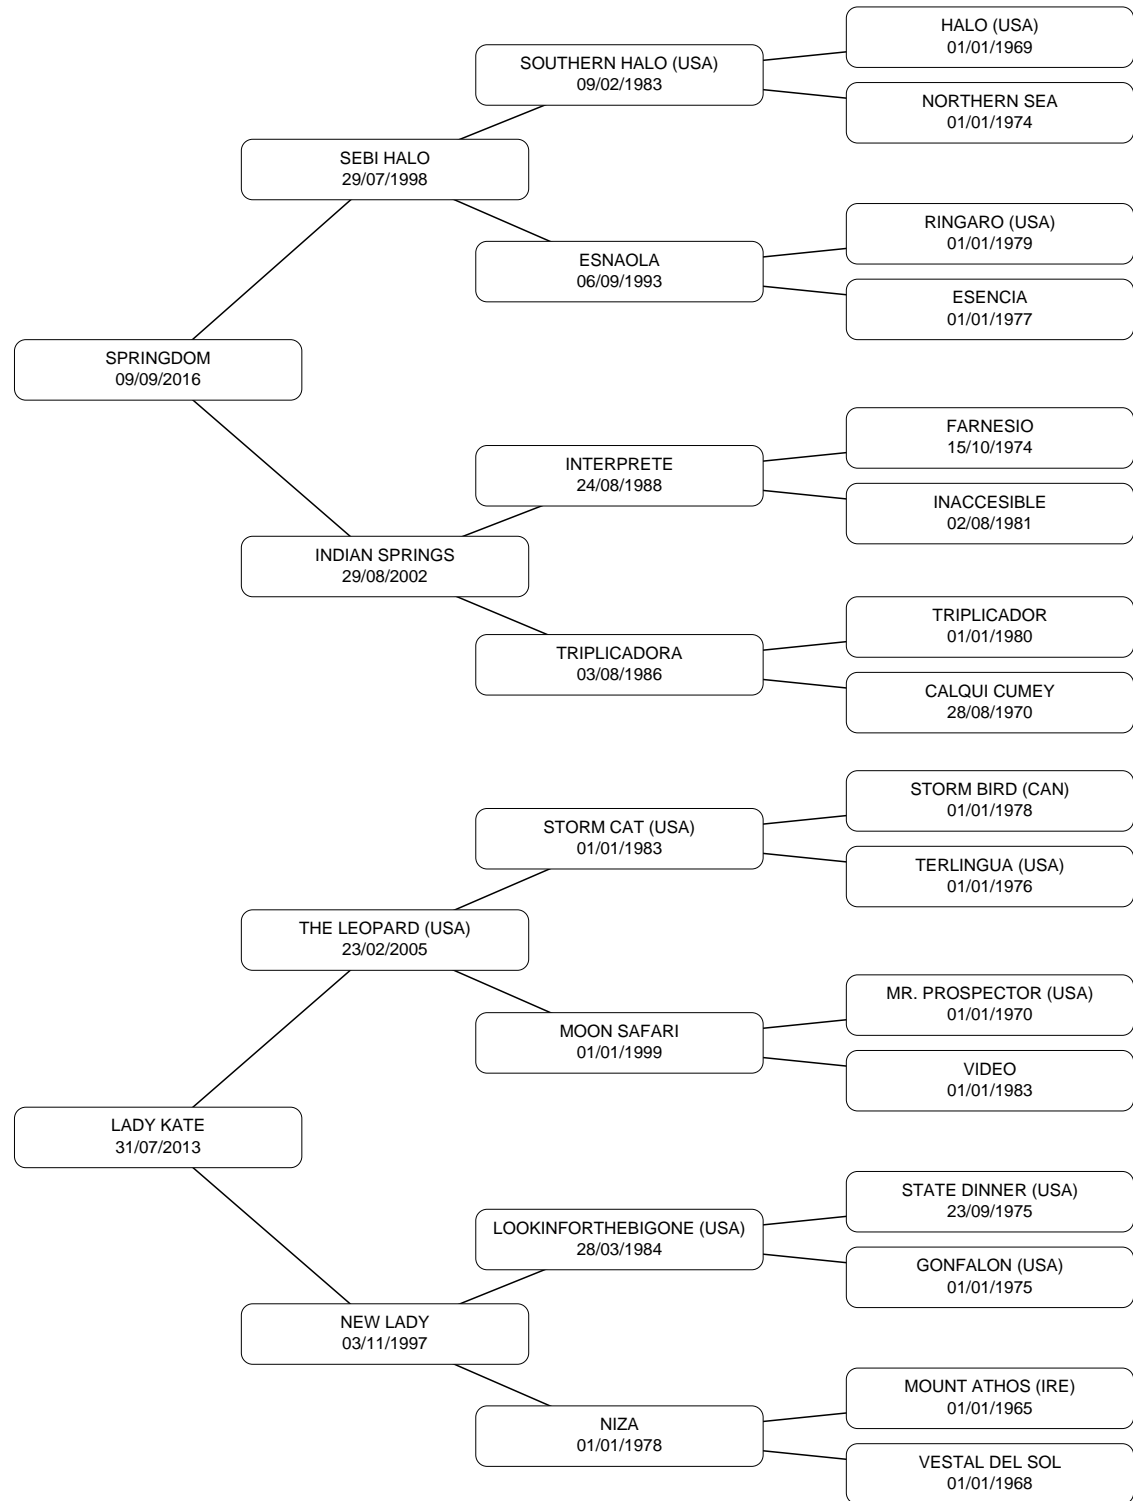 HALO (USA)
01/01/1969
SOUTHERN HALO (USA)
09/02/1983
NORTHERN SEA
01/01/1974
SEBI HALO
29/07/1998
RINGARO (USA)
01/01/1979
ESNAOLA
06/09/1993
ESENCIA
01/01/1977
SPRINGDOM
09/09/2016
FARNESIO
15/10/1974
INTERPRETE
24/08/1988
INACCESIBLE
02/08/1981
INDIAN SPRINGS
29/08/2002
TRIPLICADOR
01/01/1980
TRIPLICADORA
03/08/1986
CALQUI CUMEY
28/08/1970
STORM BIRD (CAN)
01/01/1978
STORM CAT (USA)
01/01/1983
TERLINGUA (USA)
01/01/1976
THE LEOPARD (USA)
23/02/2005
MR. PROSPECTOR (USA)
01/01/1970
MOON SAFARI
01/01/1999
VIDEO
01/01/1983
LADY KATE
31/07/2013
STATE DINNER (USA)
23/09/1975
LOOKINFORTHEBIGONE (USA)
28/03/1984
GONFALON (USA)
01/01/1975
NEW LADY
03/11/1997
MOUNT ATHOS (IRE)
01/01/1965
NIZA
01/01/1978
VESTAL DEL SOL
01/01/1968